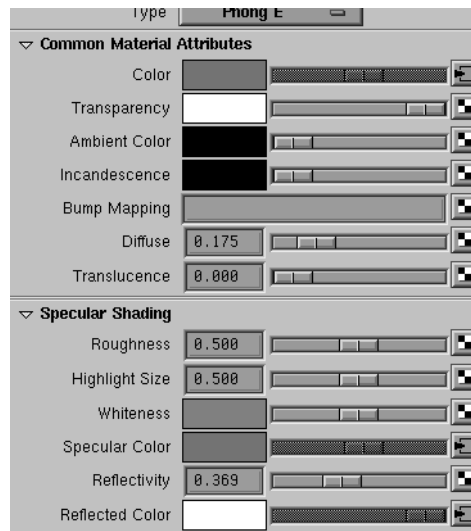 Type Phong E
Common Material Attributes
Color
Transparency
Ambient Color
Incandescence
Bump Mapping
Diffuse 0.175
Translucence 0.000
Specular Shading
Roughness 0.500
Highlight Size 0.500
Whiteness
Specular Color
Reflectivity 0.369
Reflected Color